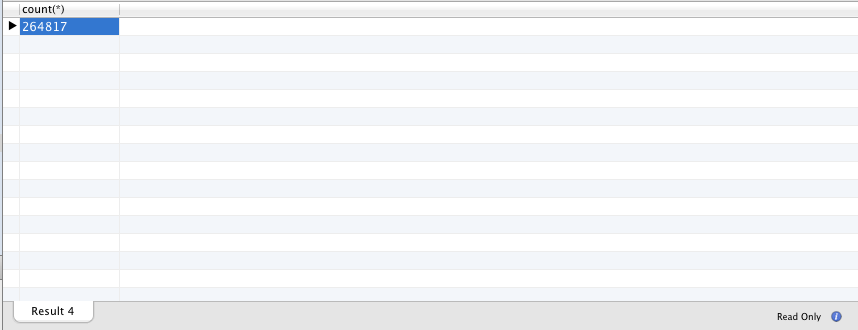 count(*)
264817
Result 4
Read Only